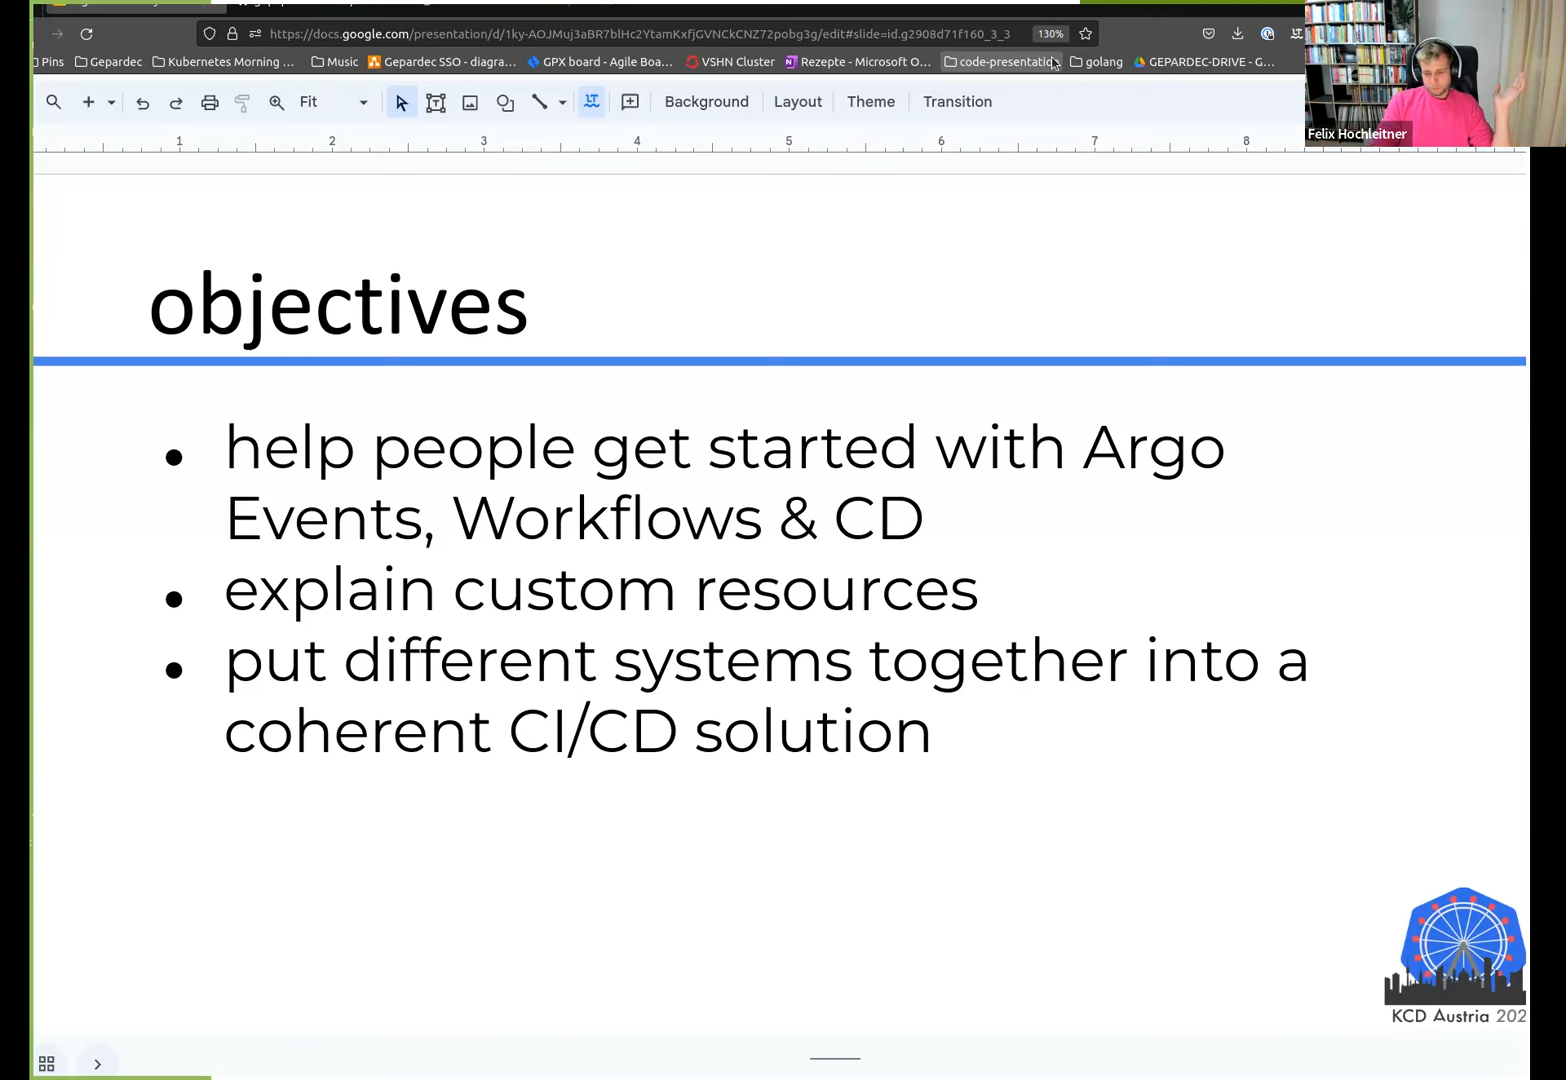 https://docs.google.com/presentation/d/1ky-AOJMuj3aBR7blHc2YtamKxfjGVNCkCNZ72pobg3g/edit#slide=id.g2908d71f160_3_3
130%
Pins Gepardec Kubernetes Morning ... Music Gepardec SSO - diagra... GPX board - Agile Boa... VSHN Cluster Rezepte - Microsoft O... code-presentatio golang GEPARDEC-DRIVE - G...
Fit Background Layout Theme Transition
Felix Hochleitner
1 2 3 4 5 6 7 8
objectives
● help people get started with Argo
Events, Workflows & CD
● explain custom resources
● put different systems together into a
coherent CI/CD solution
KCD Austria 202